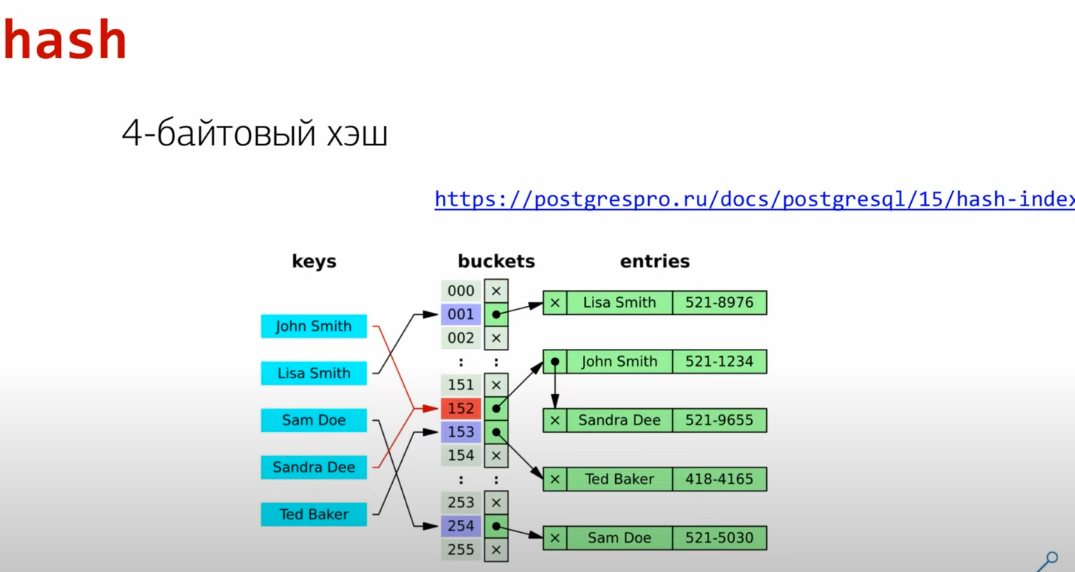 hash
4-байтовый хэш
https://postgrespro.ru/docs/postgresql/15/hash-index
keys
buckets
entries
John Smith
Lisa Smith
Sam Doe
Sandra Dee
Ted Baker
000 ×
001
002 ×
: :
151 ×
152
153
154 ×
: :
253 ×
254
255 ×
× Lisa Smith 521-8976
John Smith 521-1234
× Sandra Dee 521-9655
× Ted Baker 418-4165
× Sam Doe 521-5030